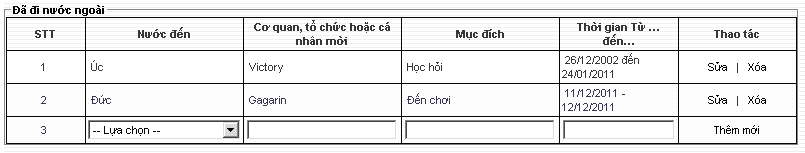 Đã đi nước ngoài
STT Nước đến Cơ quan, tổ chức hoặc cá nhân mời Mục đích Thời gian Từ ... đến... Thao tác
1 Úc Victory Học hỏi 26/12/2002 đến 24/01/2011 Sửa | Xóa
2 Đức Gagarin Đến chơi 11/12/2011 - 12/12/2011 Sửa | Xóa
3 -- Lựa chọn -- Thêm mới